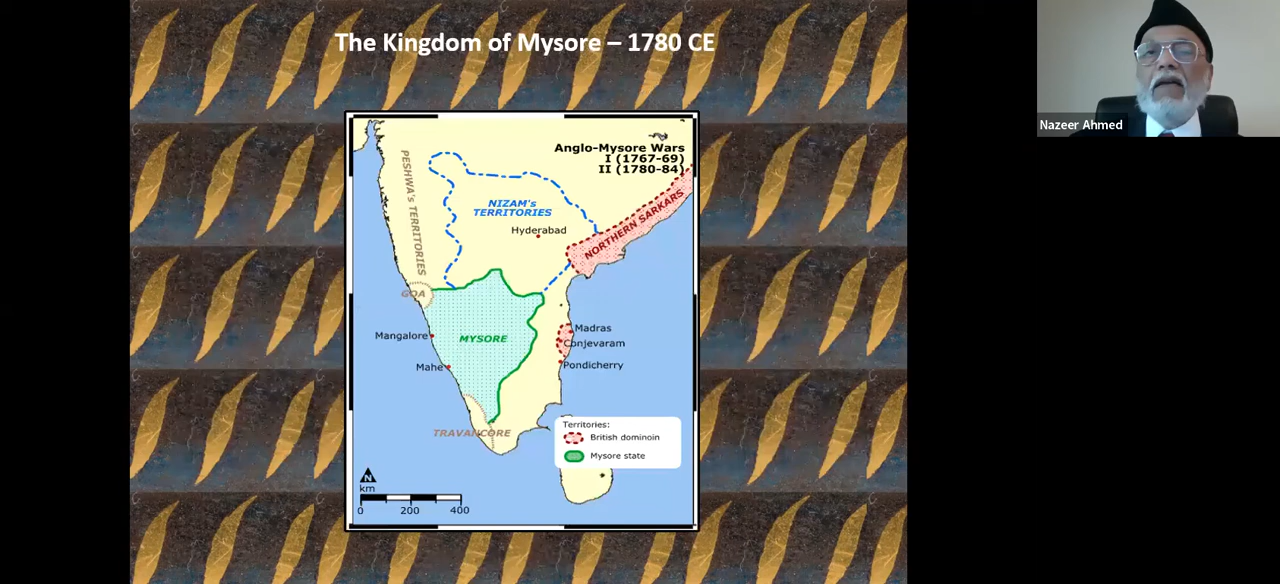 The Kingdom of Mysore – 1780 CE
Nazeer Ahmed
Anglo-Mysore Wars
I (1767-69)
II (1780-84)
PESHWA's TERRITORIES
NIZAM's
TERRITORIES
Hyderabad
NORTHERN SARKARS
GOA
Mangalore
MYSORE
Madras
Conjevaram
Mahe
Pondicherry
TRAVANCORE
Territories:
British dominoin
Mysore state
N
km
0 200 400